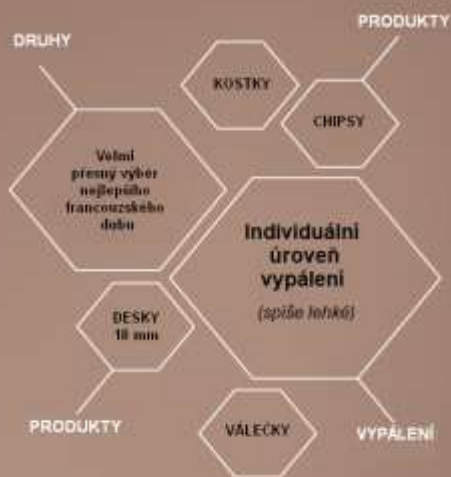 PRODUKTY
DRUHY
KOSTKY
CHIPSY
Velmi
přesný výběr
nejlepšího
francouzského
dubu
Individuální
úroveň
vypálení
(spíše lehké)
DESKY
18 mm
PRODUKTY
VÁLEČKY
VYPÁLENÍ